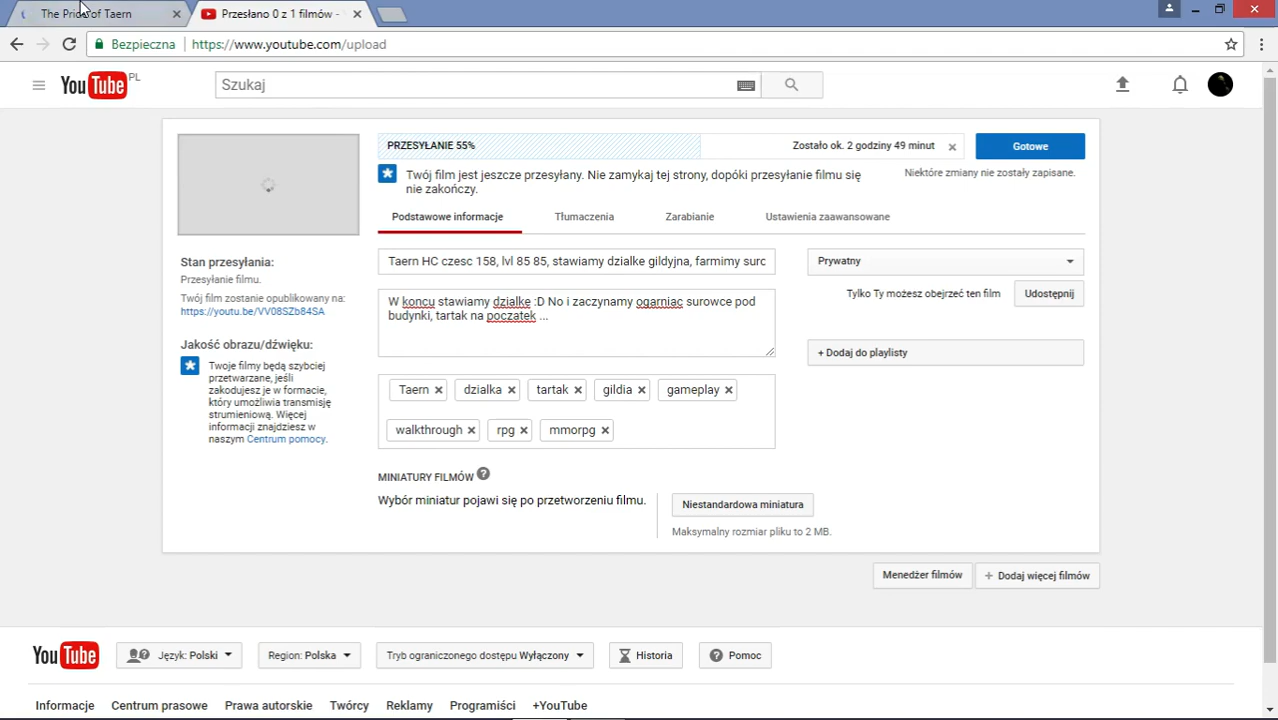 The Pride of Taern
Przesłano 0 z 1 filmów -
Bezpieczna
https://www.youtube.com/upload
YouTube PL
Szukaj
PRZESYŁANIE 55%
Zostało ok. 2 godziny 49 minut
Gotowe
Twój film jest jeszcze przesyłany. Nie zamykaj tej strony, dopóki przesyłanie filmu się
nie zakończy.
Niektóre zmiany nie zostały zapisane.
Podstawowe informacje
Tłumaczenia
Zarabianie
Ustawienia zaawansowane
Stan przesyłania:
Przesyłanie filmu.
Twój film zostanie opublikowany na:
https://youtu.be/VV08SZb84SA
Jakość obrazu/dźwięku:
Twoje filmy będą szybciej
przetwarzane, jeśli
zakodujesz je w formacie,
który umożliwia transmisję
strumieniową. Więcej
informacji znajdziesz w
naszym Centrum pomocy.
Taern HC czesc 158, lvl 85 85, stawiamy dzialke gildyjna, farmimy surc
W koncu stawiamy dzialke :D No i zaczynamy ogarniac surowce pod
budynki, tartak na poczatek ...
Taern
dzialka
tartak
gildia
gameplay
walkthrough
rpg
mmorpg
Prywatny
Tylko Ty możesz obejrzeć ten film
Udostępnij
+ Dodaj do playlisty
MINIATURY FILMÓW ?
Wybór miniatur pojawi się po przetworzeniu filmu.
Niestandardowa miniatura
Maksymalny rozmiar pliku to 2 MB.
Menedżer filmów
+ Dodaj więcej filmów
YouTube
Język: Polski
Region: Polska
Tryb ograniczonego dostępu Wyłączony
Historia
? Pomoc
Informacje
Centrum prasowe
Prawa autorskie
Twórcy
Reklamy
Programiści
+YouTube